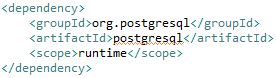 <dependency>
<groupId>org.postgresql</groupId>
<artifactId>postgresql</artifactId>
<scope>runtime</scope>
</dependency>